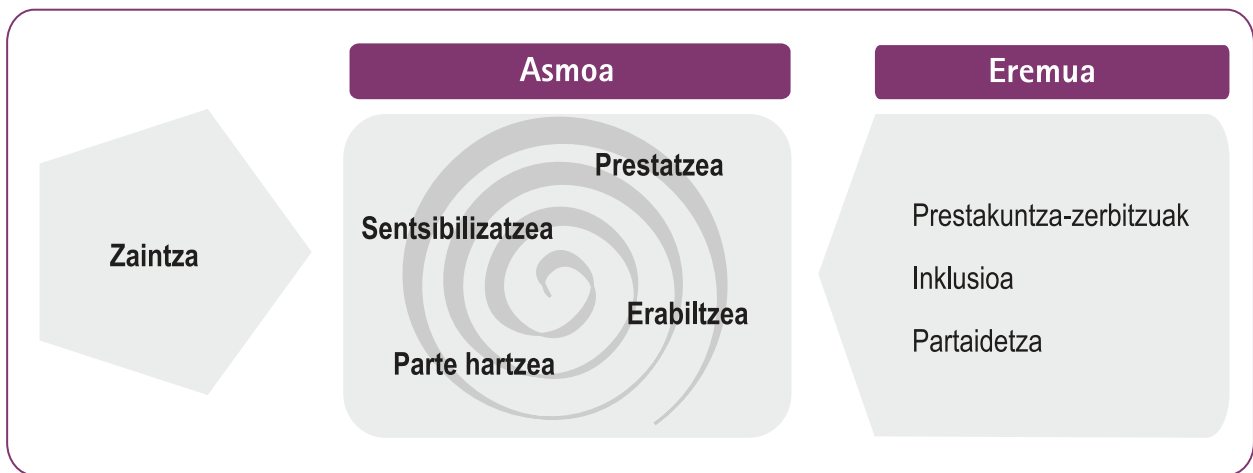 Asmoa
Eremua
Zaintza
Prestatzea
Sentsibilizatzea
Erabiltzea
Parte hartzea
Prestakuntza-zerbitzuak
Inklusioa
Partaidetza